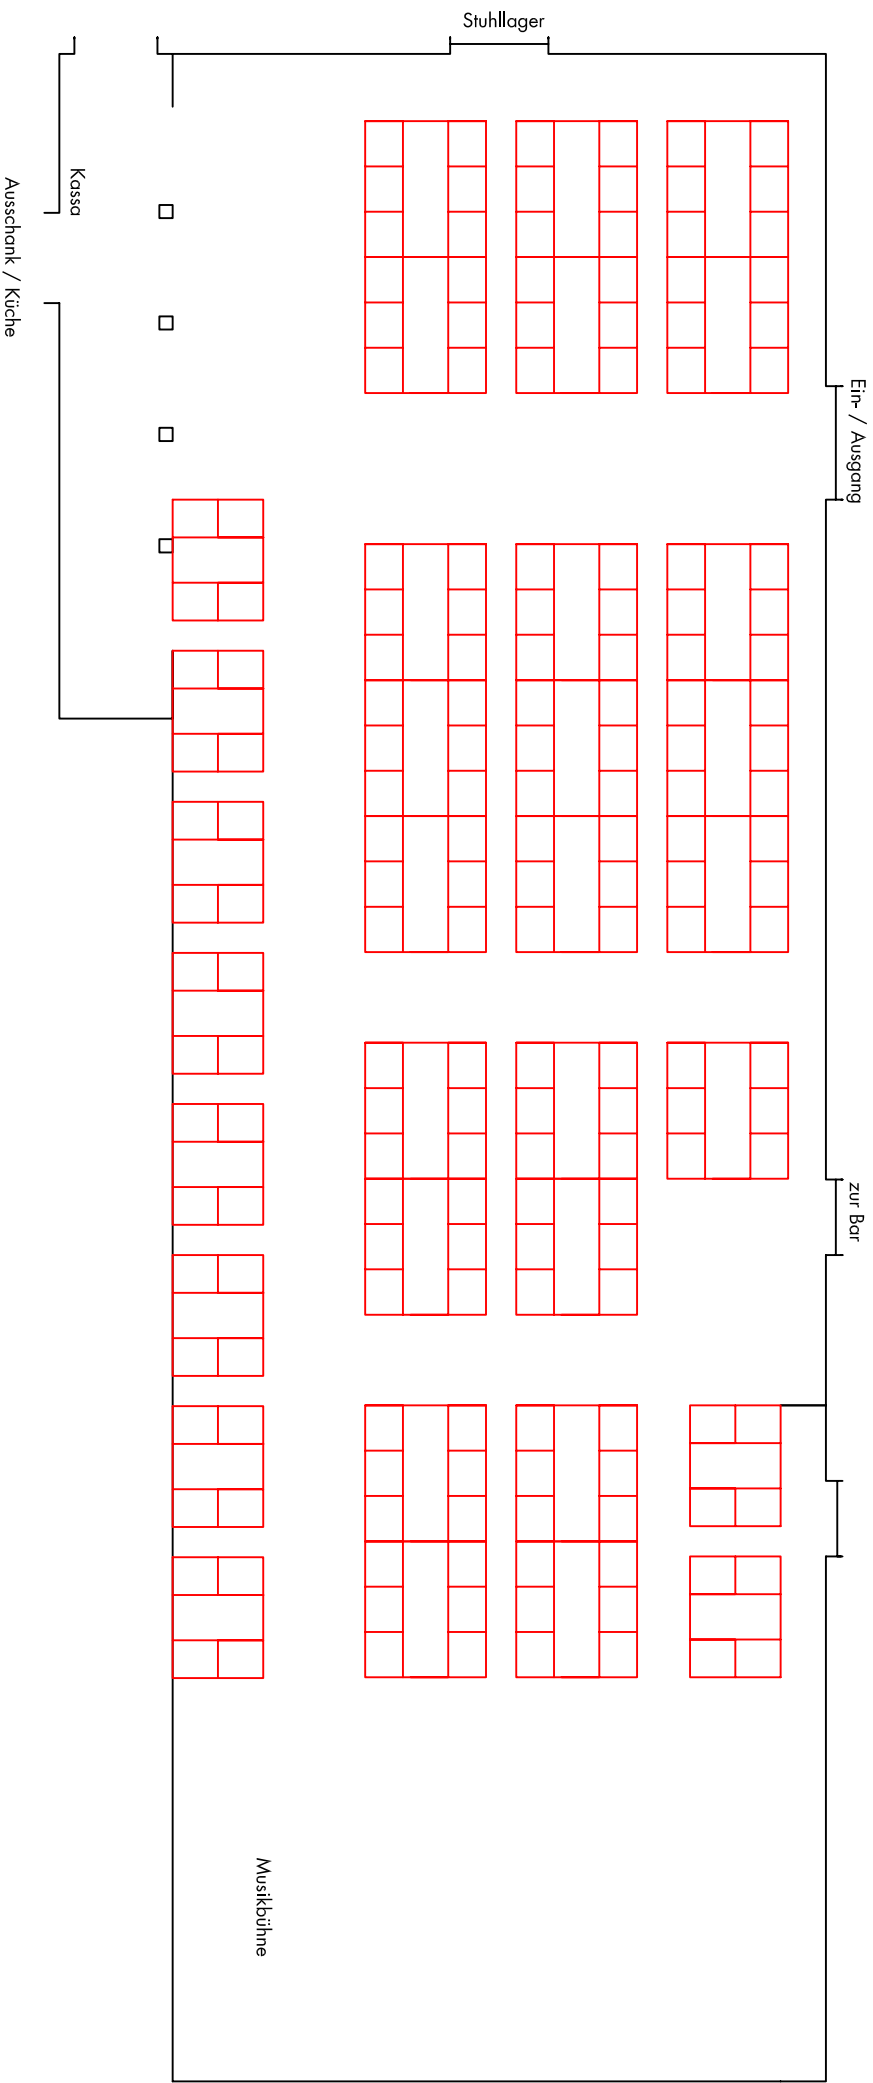 Stuhllager
Kassa
Ausschank / Küche
Ein- / Ausgang
zur Bar
Musikbühne